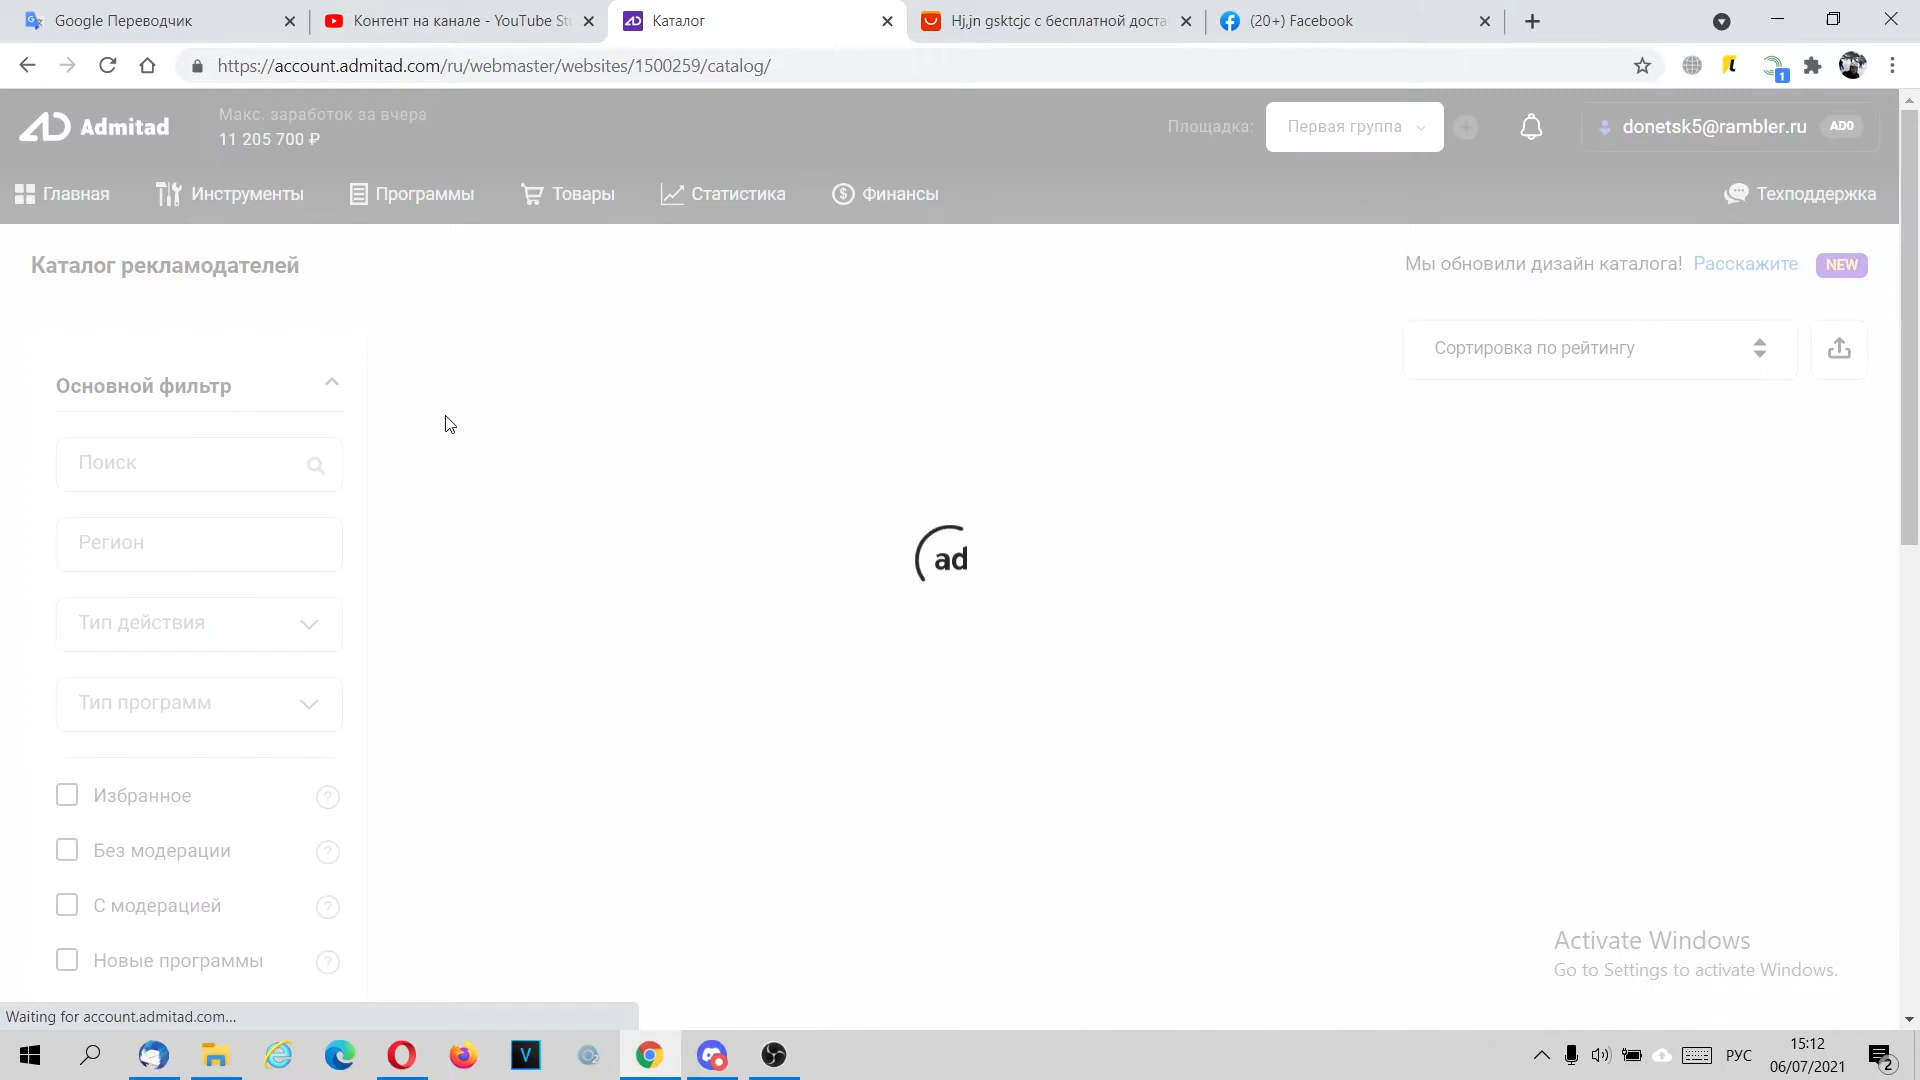 Google Переводчик
Контент на канале - YouTube St
Каталог
Hj,jn gsktcjc с бесплатной доста
(20+) Facebook
https://account.admitad.com/ru/webmaster/websites/1500259/catalog/
1
Admitad
Макс. заработок за вчера
11 205 700 ₽
Площадка:
Первая группа
donetsk5@rambler.ru
AD0
Главная
Инструменты
Программы
Товары
Статистика
Финансы
Техподдержка
Каталог рекламодателей
Мы обновили дизайн каталога! Расскажите NEW
Сортировка по рейтингу
Основной фильтр
Поиск
Регион
ad
Тип действия
Тип программ
Избранное ?
Без модерации ?
С модерацией ?
Новые программы ?
Activate Windows
Go to Settings to activate Windows.
Waiting for account.admitad.com...
V
O2
РУС
15:12
06/07/2021
2